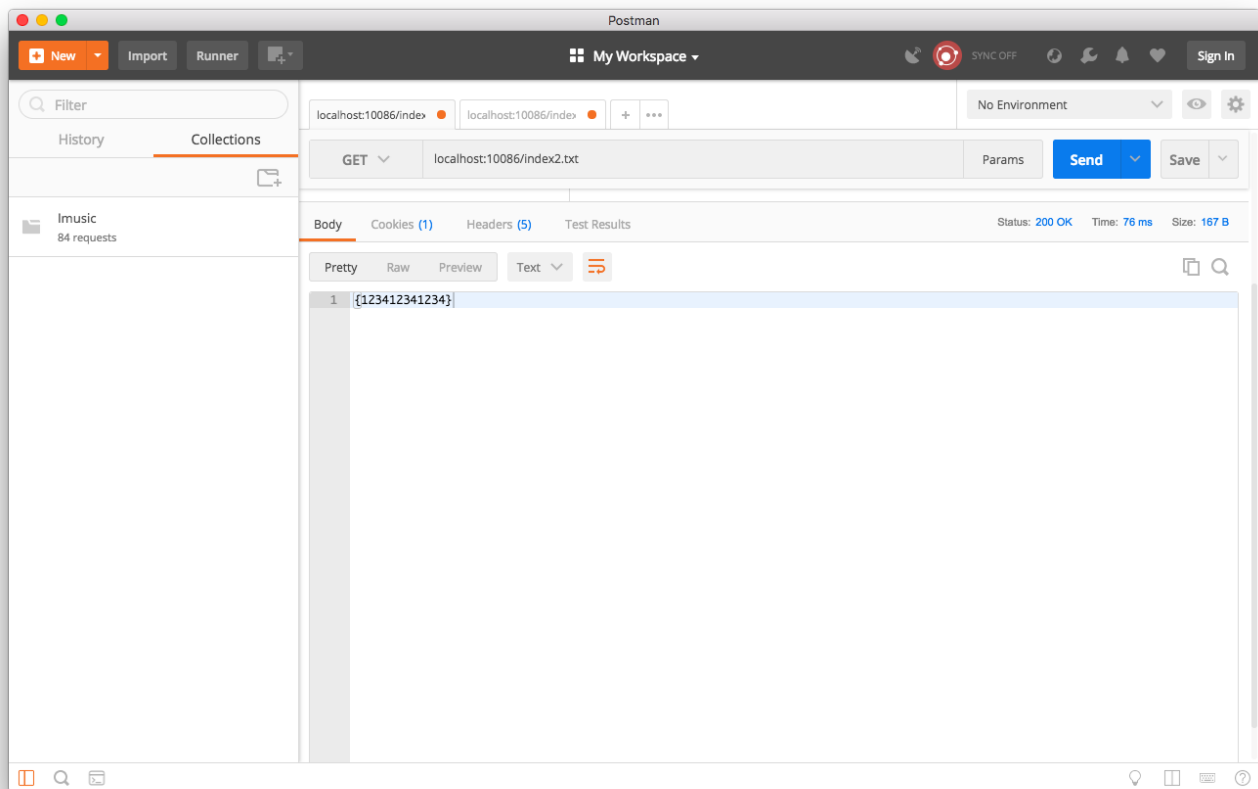 Postman
New Import Runner My Workspace SYNC OFF Sign In
Filter
History Collections
Imusic
84 requests
localhost:10086/index localhost:10086/index + No Environment
GET localhost:10086/index2.txt Params Send Save
Body Cookies (1) Headers (5) Test Results Status: 200 OK Time: 76 ms Size: 167 B
Pretty Raw Preview Text
1 {123412341234}